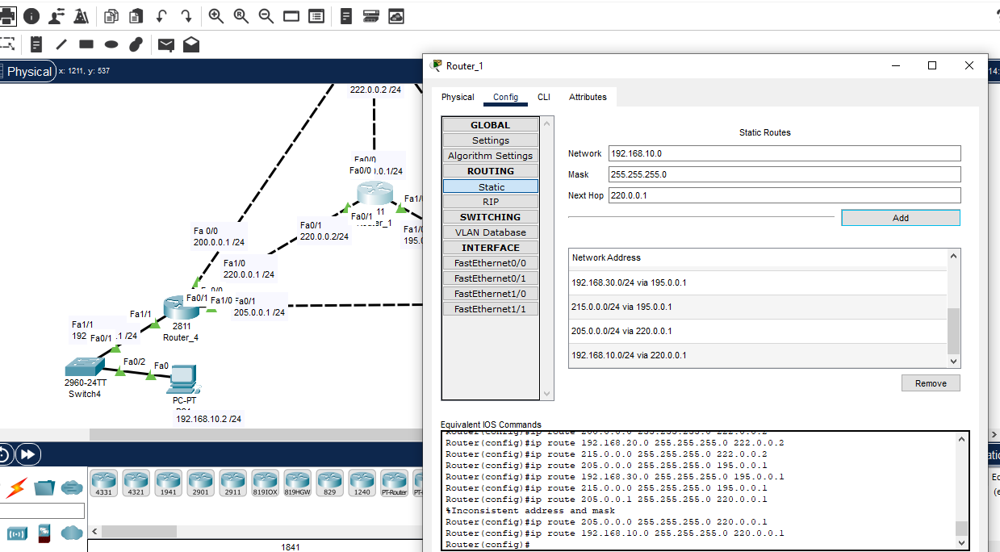 Physical
x: 1211, y: 537
222.0.0.2 /24
Fa0/0
Fa0/0
).0.1/24
Fa1/0
11
Fa0/1
Router_1
Fa0/1
220.0.0.2/24
Fa1/0
195.0
Fa 0/0
200.0.0.1 /24
Fa1/0
220.0.0.1 /24
Fa0/0
Fa0/1
Fa1/0
Fa0/1
205.0.0.1 /24
Fa1/1
2811
Router_4
Fa1/1
192
.1 /24
Fa0/1
Fa0/2
Fa0
2960-24TT
Switch4
PC-PT
192.168.10.2 /24
4331
4321
1941
2901
2911
819IOX
819HGW
829
1240
PT-Router
PT-
1841
Router_1
Physical
Config
CLI
Attributes
GLOBAL
Settings
Algorithm Settings
ROUTING
Static
RIP
SWITCHING
VLAN Database
INTERFACE
FastEthernet0/0
FastEthernet0/1
FastEthernet1/0
FastEthernet1/1
Static Routes
Network 192.168.10.0
Mask 255.255.255.0
Next Hop 220.0.0.1
Add
Network Address
192.168.30.0/24 via 195.0.0.1
215.0.0.0/24 via 195.0.0.1
205.0.0.0/24 via 220.0.0.1
192.168.10.0/24 via 220.0.0.1
Remove
Equivalent IOS Commands
Router(config)#ip route 200.0.0.0 255.255.255.0 222.0.0.2
Router(config)#ip route 192.168.20.0 255.255.255.0 222.0.0.2
Router(config)#ip route 215.0.0.0 255.255.255.0 222.0.0.2
Router(config)#ip route 205.0.0.0 255.255.255.0 195.0.0.1
Router(config)#ip route 192.168.30.0 255.255.255.0 195.0.0.1
Router(config)#ip route 215.0.0.0 255.255.255.0 195.0.0.1
Router(config)#ip route 205.0.0.1 255.255.255.0 220.0.0.1
%Inconsistent address and mask
Router(config)#ip route 205.0.0.0 255.255.255.0 220.0.0.1
Router(config)#ip route 192.168.10.0 255.255.255.0 220.0.0.1
Router(config)#
14: